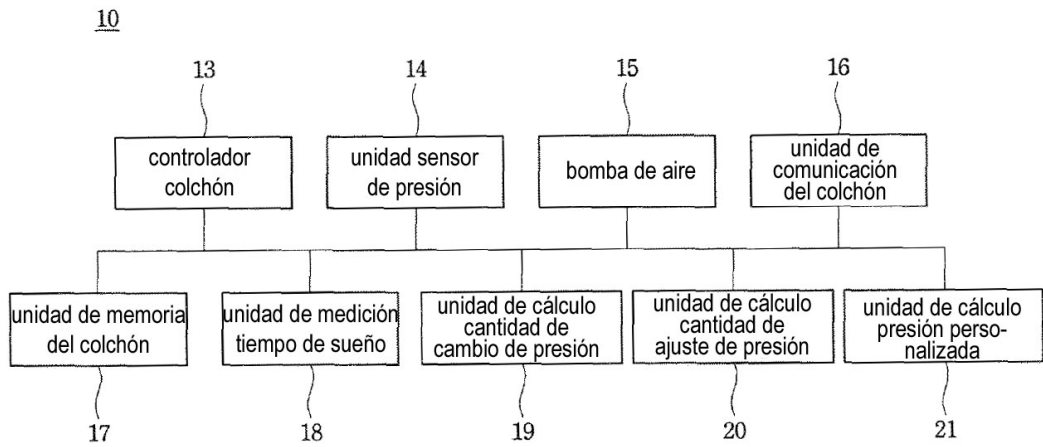 10
13
14
15
16
controlador
colchón
unidad sensor
de presión
bomba de aire
unidad de
comunicación
del colchón
unidad de memoria
del colchón
unidad de medición
tiempo de sueño
unidad de cálculo
cantidad de
cambio de presión
unidad de cálculo
cantidad de
ajuste de presión
unidad de cálculo
presión perso-
nalizada
17
18
19
20
21